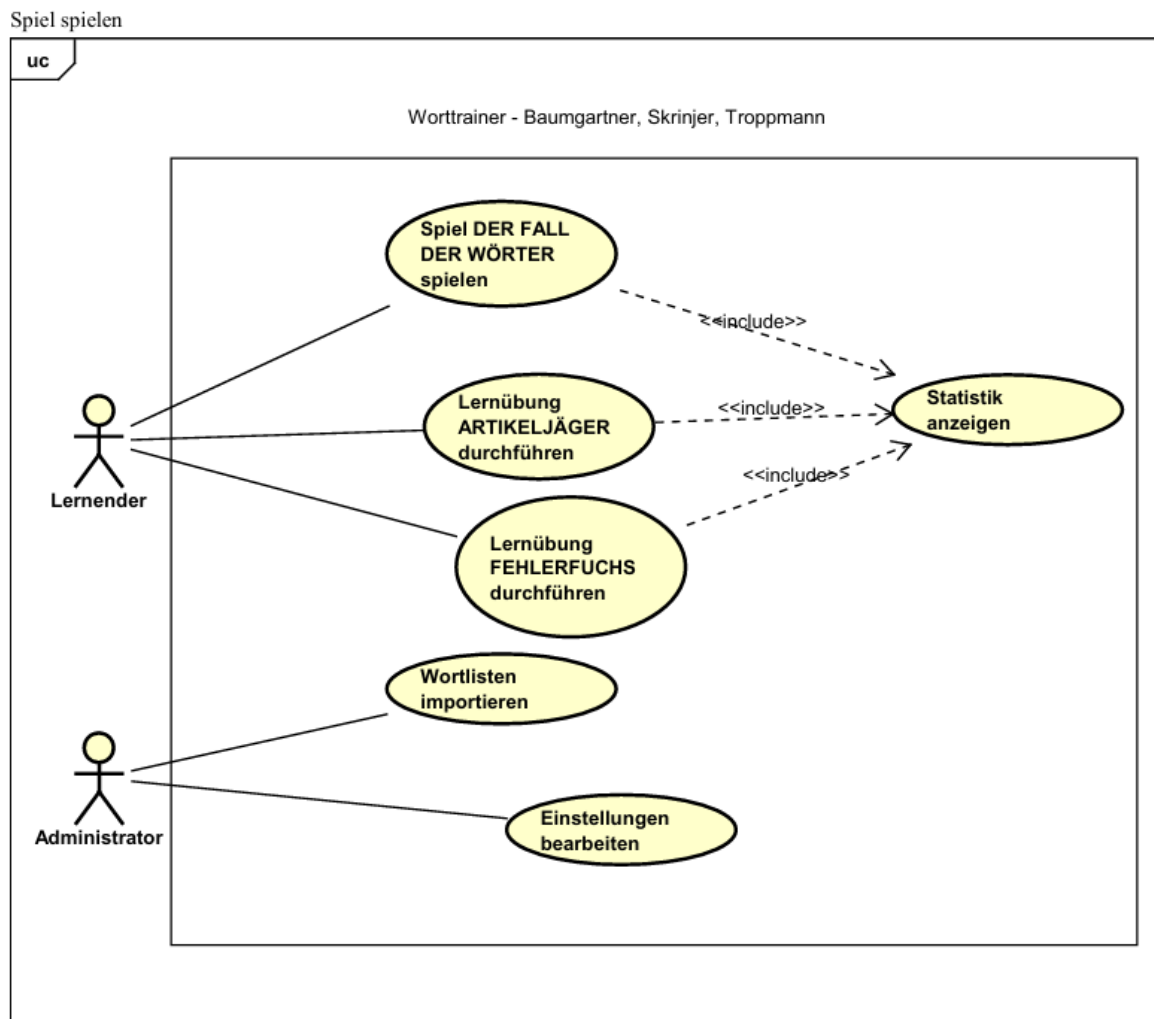 Spiel spielen
uc
Worttrainer - Baumgartner, Skrinjer, Troppmann
Spiel DER FALL
DER WÖRTER
spielen
<<include>>
Lernübung
ARTIKELJÄGER
durchführen
<<include>>
Statistik
anzeigen
Lernender
<<include>>
Lernübung
FEHLERFUCHS
durchführen
Wortlisten
importieren
Administrator
Einstellungen
bearbeiten